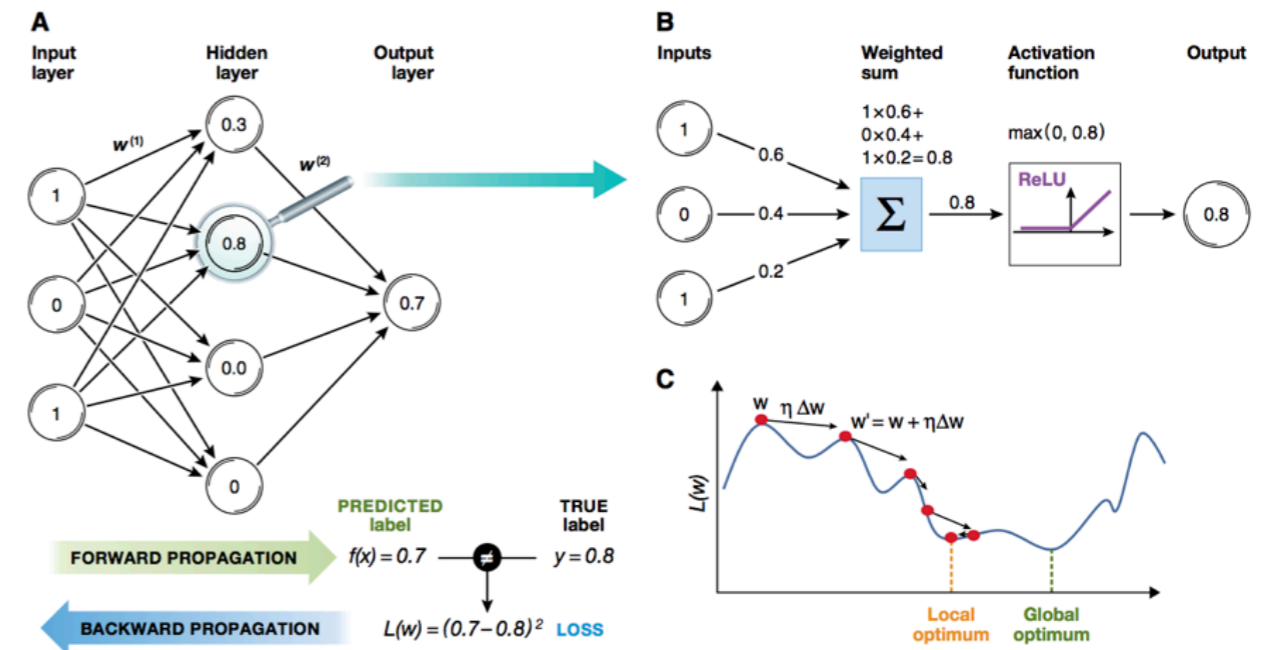 A
Input
layer
Hidden
layer
Output
layer
w(1)
w(2)
1
0
1
0.3
0.8
0.0
0
0.7
FORWARD PROPAGATION
BACKWARD PROPAGATION
PREDICTED
label
f(x) = 0.7
≠
TRUE
label
y = 0.8
L(w) = (0.7 – 0.8)²
LOSS
B
Inputs
Weighted
sum
Activation
function
Output
1×0.6+
0×0.4+
1×0.2=0.8
max(0, 0.8)
1
0
1
0.6
0.4
0.2
Σ
0.8
ReLU
0.8
C
L(w)
w
η Δw
w' = w + ηΔw
Local
optimum
Global
optimum